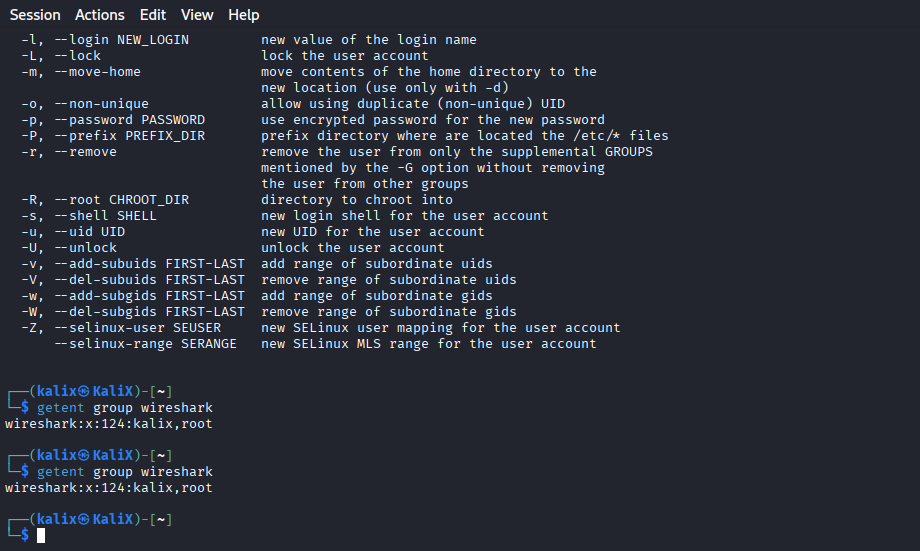 Session Actions Edit View Help
-l, --login NEW_LOGIN new value of the login name
-L, --lock lock the user account
-m, --move-home move contents of the home directory to the
new location (use only with -d)
-o, --non-unique allow using duplicate (non-unique) UID
-p, --password PASSWORD use encrypted password for the new password
-P, --prefix PREFIX_DIR prefix directory where are located the /etc/* files
-r, --remove remove the user from only the supplemental GROUPS
mentioned by the -G option without removing
the user from other groups
-R, --root CHROOT_DIR directory to chroot into
-s, --shell SHELL new login shell for the user account
-u, --uid UID new UID for the user account
-U, --unlock unlock the user account
-v, --add-subuids FIRST-LAST add range of subordinate uids
-V, --del-subuids FIRST-LAST remove range of subordinate uids
-w, --add-subgids FIRST-LAST add range of subordinate gids
-W, --del-subgids FIRST-LAST remove range of subordinate gids
-Z, --selinux-user SEUSER new SELinux user mapping for the user account
--selinux-range SERANGE new SELinux MLS range for the user account
┌──(kalix㉿KaliX)-[~]
└─$ getent group wireshark
wireshark:x:124:kalix,root
┌──(kalix㉿KaliX)-[~]
└─$ getent group wireshark
wireshark:x:124:kalix,root
┌──(kalix㉿KaliX)-[~]
└─$